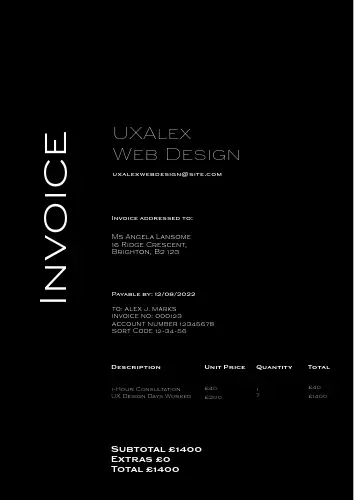 INVOICE
UXAlex
Web Design
uxalexwebdesign@site.com
Invoice addressed to:
Ms Angela Lansome
16 Ridge Crescent,
Brighton, B2 123
Payable by: 12/08/2022
to: Alex J. Marks
Invoice no: 000123
Account number 12345678
Sort Code 12-34-56
Description Unit Price Quantity Total
1-Hour Consultation £40 1 £40
UX Design Days Worked £200 7 £1400
Subtotal £1400
Extras £0
Total £1400